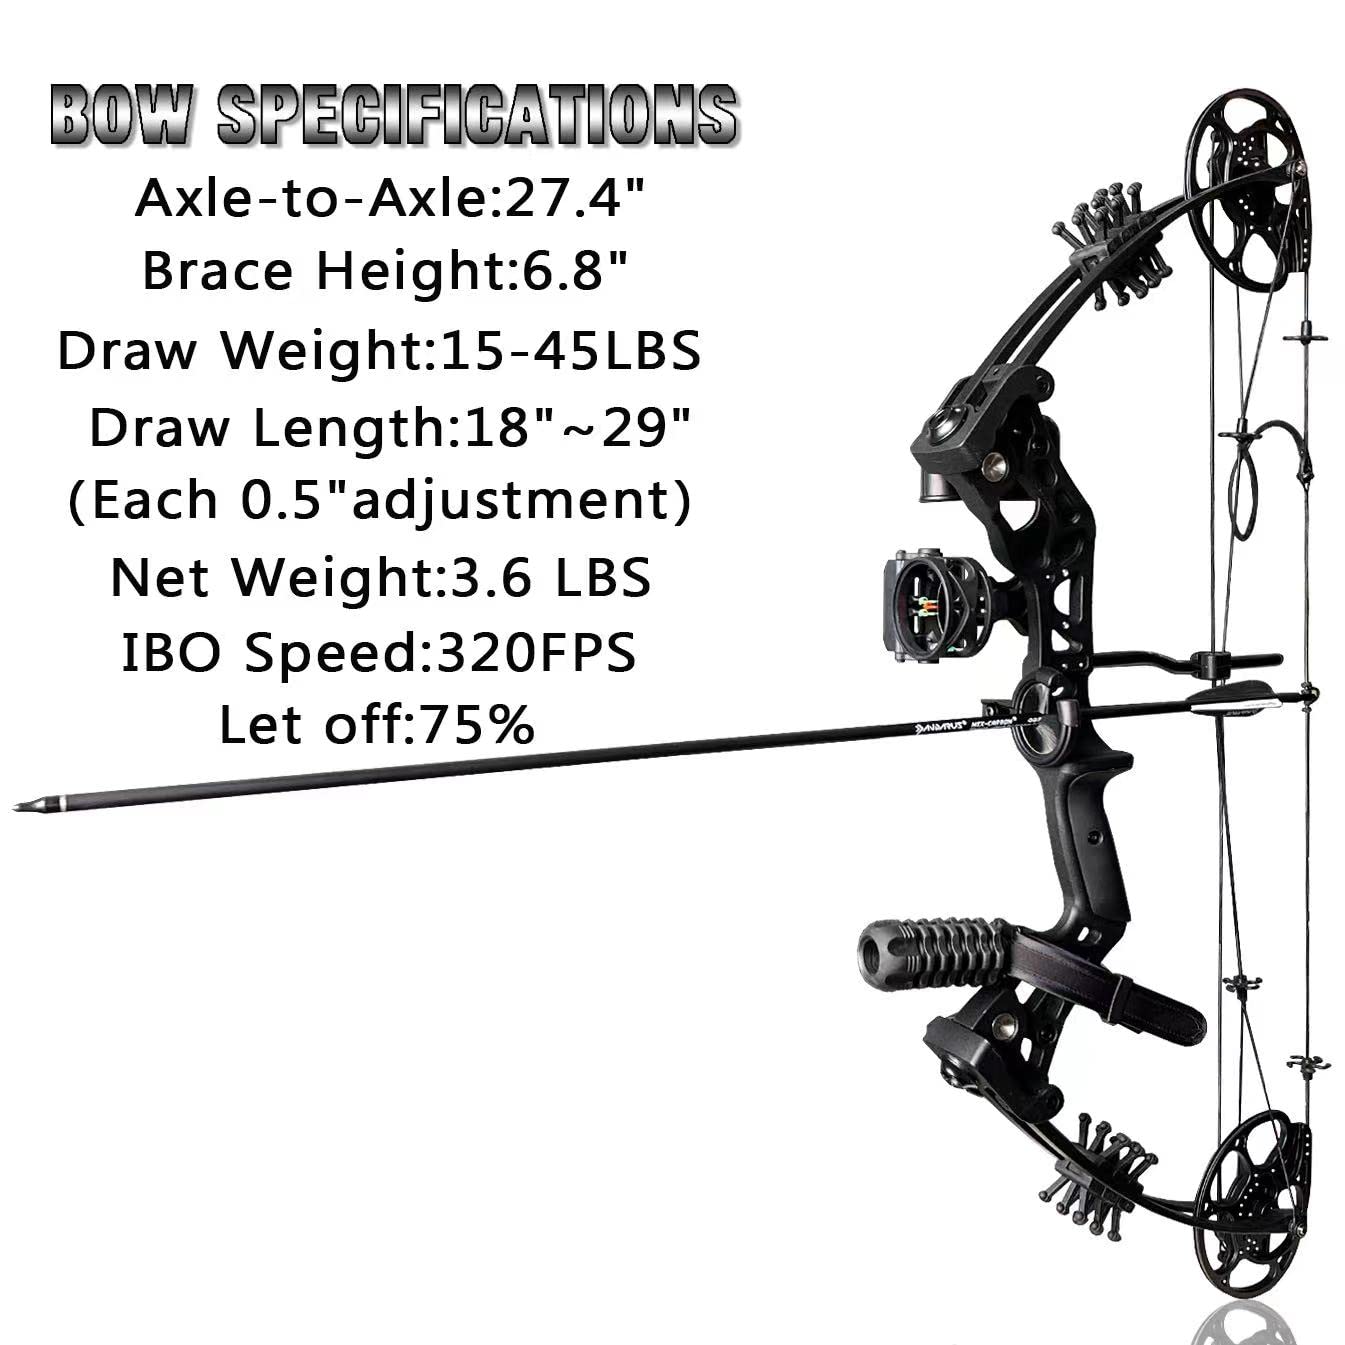 BOW SPECIFICATIONS
Axle-to-Axle:27.4"
Brace Height:6.8"
Draw Weight:15-45LBS
Draw Length:18"~29"
(Each 0.5"adjustment)
Net Weight:3.6 LBS
IBO Speed:320FPS
Let off:75%